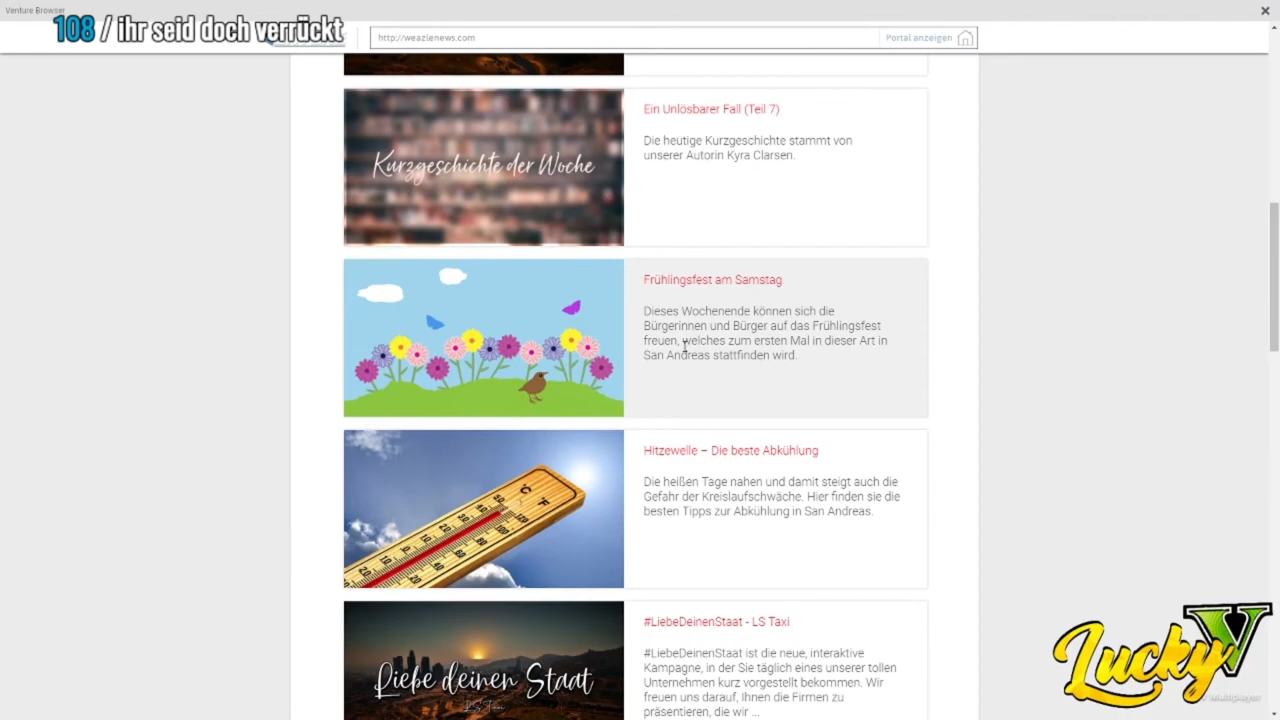 Venture Browser
108 / ihr seid doch verrückt
http://weazlenews.com
Portal anzeigen
Kurzgeschichte der Woche
Ein Unlösbarer Fall (Teil 7)
Die heutige Kurzgeschichte stammt von
unserer Autorin Kyra Clarsen.
Frühlingsfest am Samstag
Dieses Wochenende können sich die
Bürgerinnen und Bürger auf das Frühlingsfest
freuen, welches zum ersten Mal in dieser Art in
San Andreas stattfinden wird.
°C °F
Hitzewelle – Die beste Abkühlung
Die heißen Tage nahen und damit steigt auch die
Gefahr der Kreislaufschwäche. Hier finden sie die
besten Tipps zur Abkühlung in San Andreas.
Liebe deinen Staat
LS Taxi
#LiebeDeinenStaat - LS Taxi
#LiebeDeinenStaat ist die neue, interaktive
Kampagne, in der Sie täglich eines unserer tollen
Unternehmen kurz vorgestellt bekommen. Wir
freuen uns darauf, Ihnen die Firmen zu
präsentieren, die wir ...
LuckyV
Multiplayer